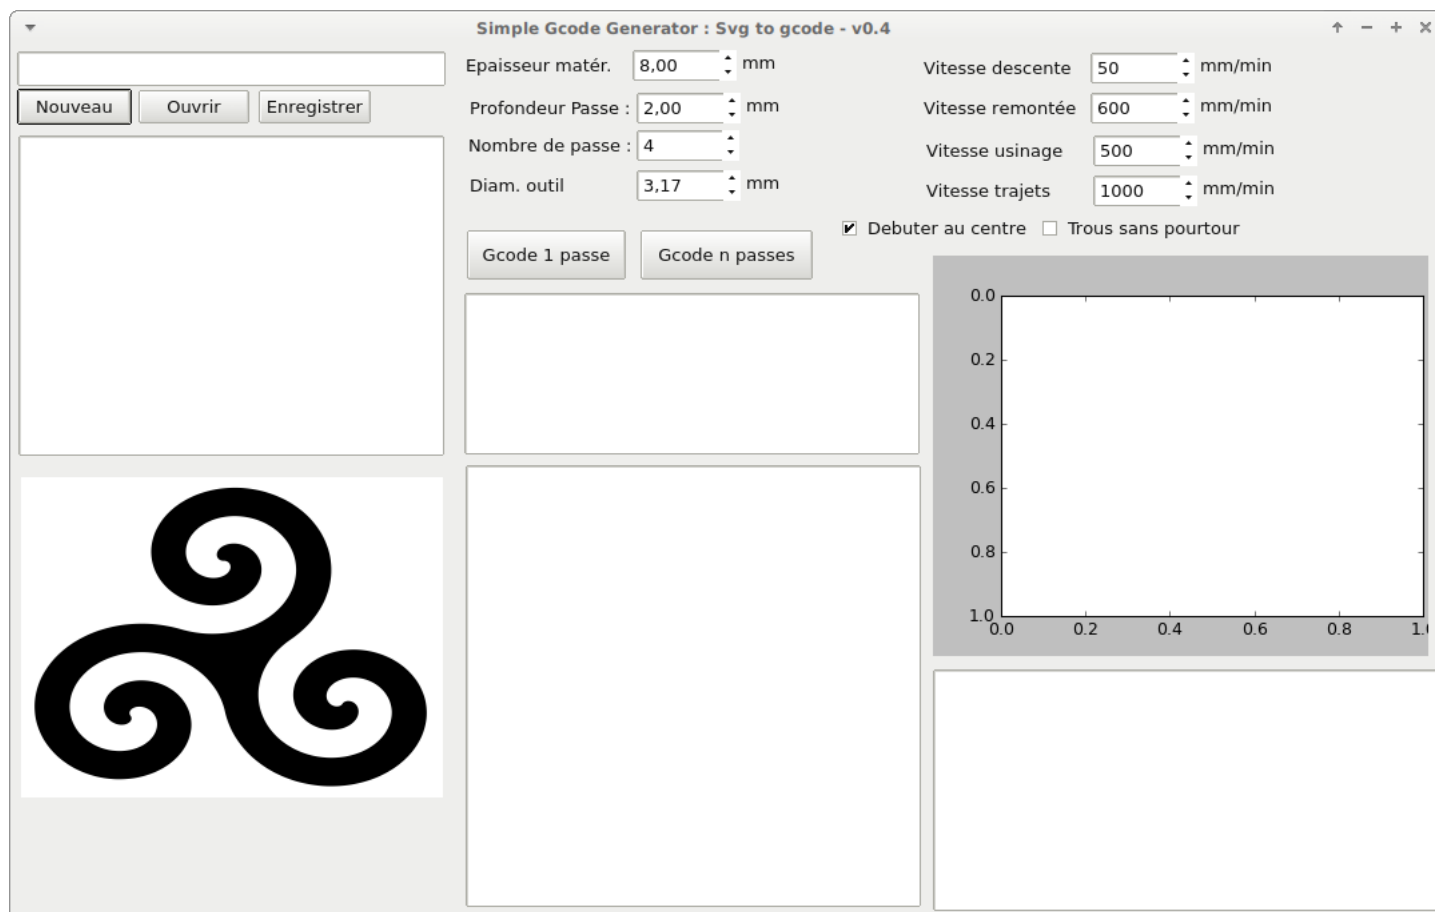 Simple Gcode Generator : Svg to gcode - v0.4
Nouveau Ouvrir Enregistrer
Epaisseur matér. 8,00 mm
Profondeur Passe : 2,00 mm
Nombre de passe : 4
Diam. outil 3,17 mm
Vitesse descente 50 mm/min
Vitesse remontée 600 mm/min
Vitesse usinage 500 mm/min
Vitesse trajets 1000 mm/min
Debuter au centre Trous sans pourtour
Gcode 1 passe Gcode n passes
0.0
0.2
0.4
0.6
0.8
1.0
0.0 0.2 0.4 0.6 0.8 1.